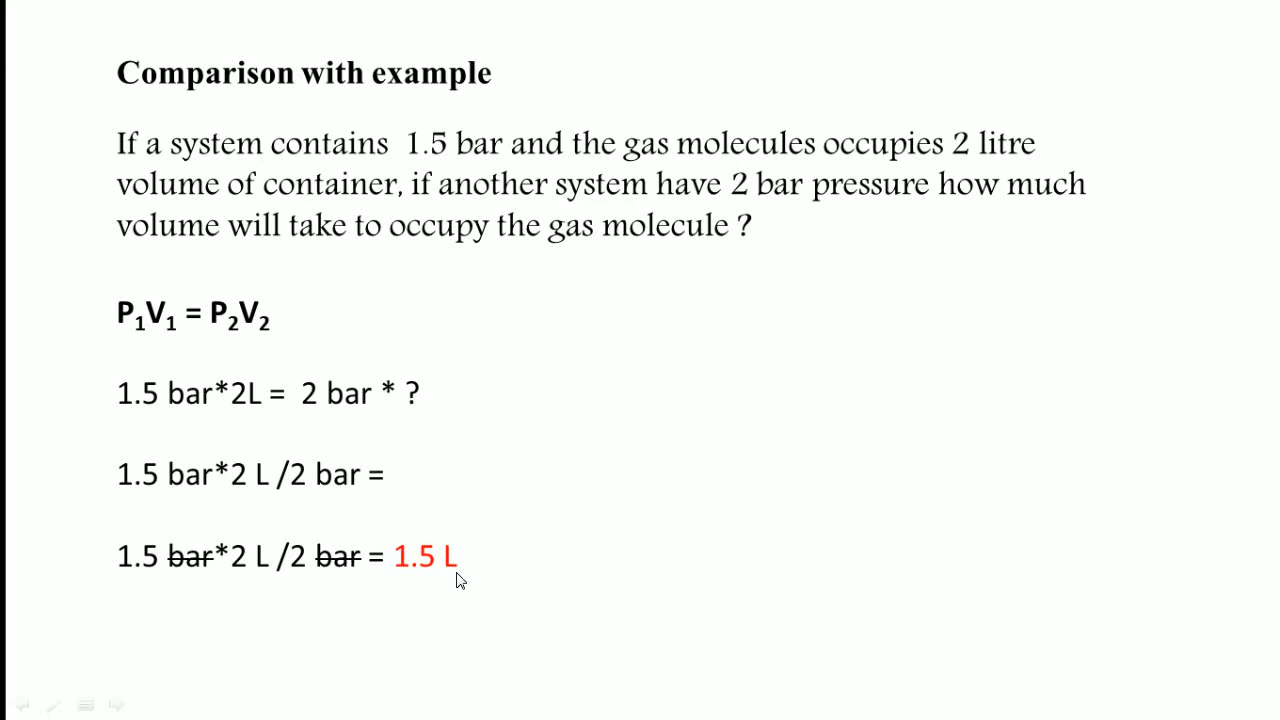 Comparison with example
If a system contains 1.5 bar and the gas molecules occupies 2 litre
volume of container, if another system have 2 bar pressure how much
volume will take to occupy the gas molecule ?
P₁V₁ = P₂V₂
1.5 bar*2L = 2 bar * ?
1.5 bar*2 L /2 bar =
1.5 bar*2 L /2 bar = 1.5 L